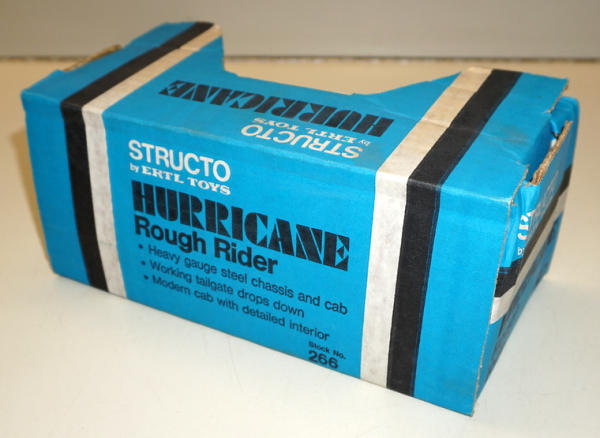 HURRICANE
STRUCTO
by ERTL TOYS
STRUCTO
by ERTL TOYS
HURRICANE
Rough Rider
• Heavy gauge steel chassis and cab
• Working tailgate drops down
• Modern cab with detailed interior
Stock No.
266